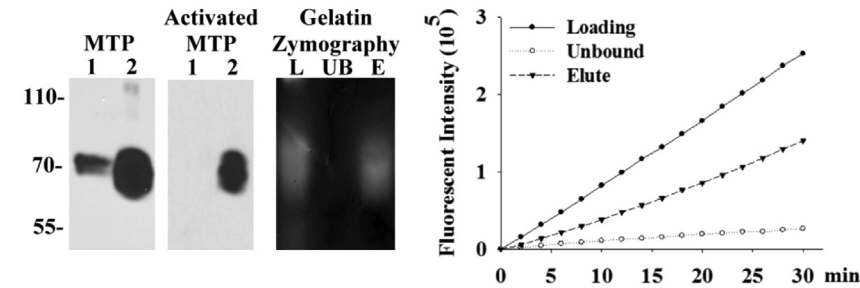 MTP
1 2
Activated
MTP
1 2
Gelatin
Zymography
L UB E
110-
70-
55-
Fluorescent Intensity (10^5)
3
2
1
0
Loading
Unbound
Elute
0 5 10 15 20 25 30 min